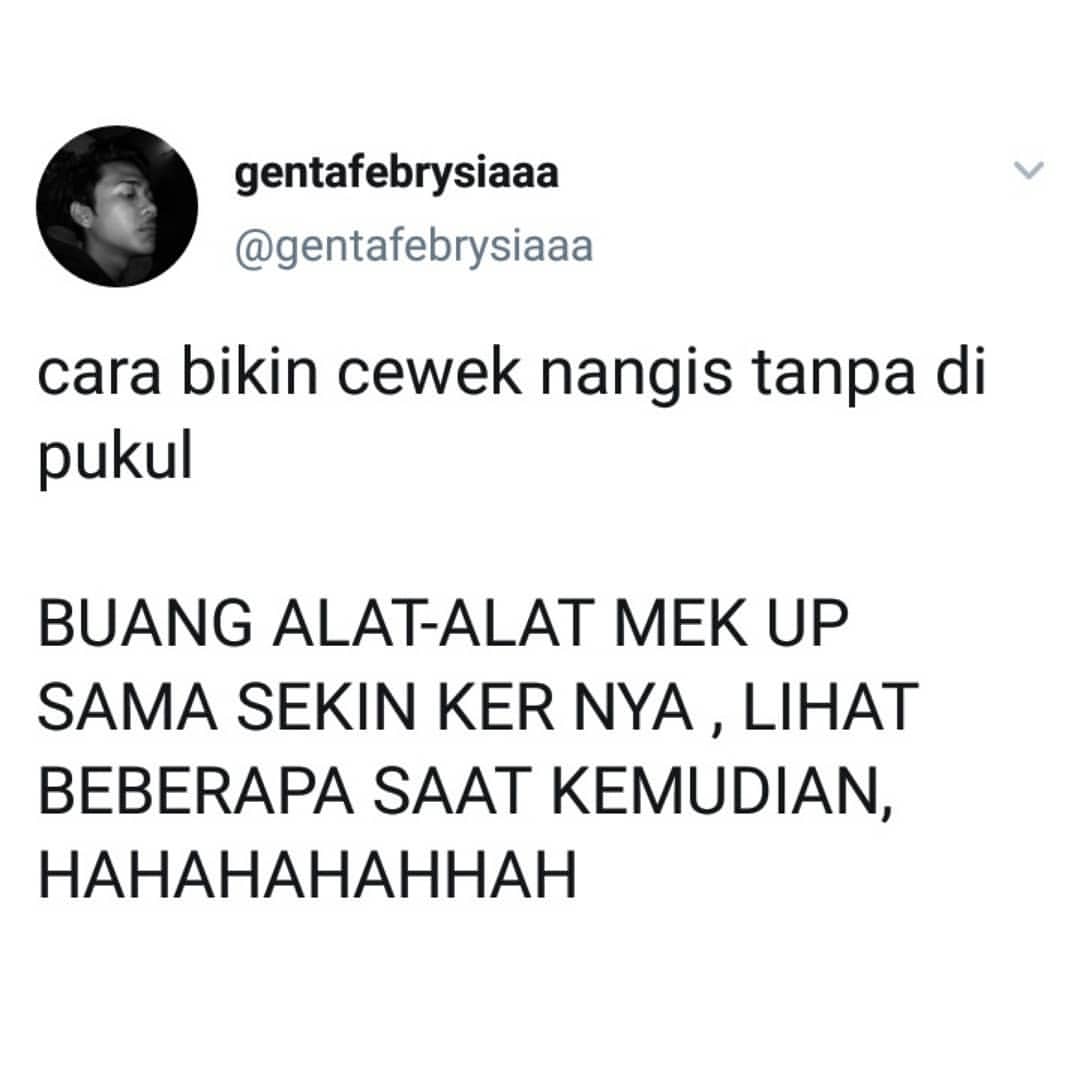 gentafebrysiaaa
@gentafebrysiaaa
cara bikin cewek nangis tanpa di
pukul
BUANG ALAT-ALAT MEK UP
SAMA SEKIN KER NYA , LIHAT
BEBERAPA SAAT KEMUDIAN,
HAHAHAHAHHAH